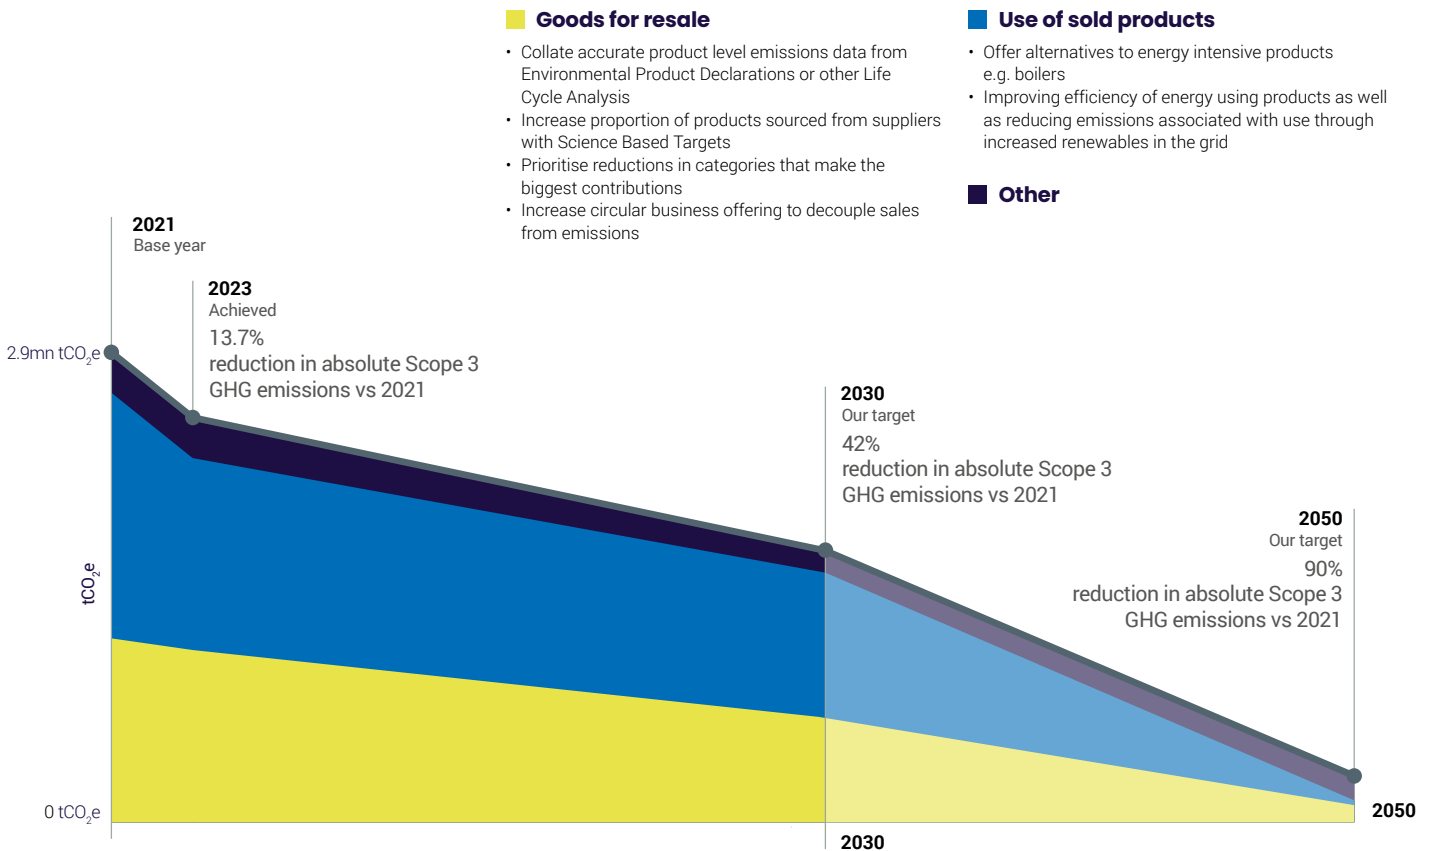 Goods for resale
• Collate accurate product level emissions data from
Environmental Product Declarations or other Life
Cycle Analysis
• Increase proportion of products sourced from suppliers
with Science Based Targets
• Prioritise reductions in categories that make the
biggest contributions
• Increase circular business offering to decouple sales
from emissions
Use of sold products
• Offer alternatives to energy intensive products
e.g. boilers
• Improving efficiency of energy using products as well
as reducing emissions associated with use through
increased renewables in the grid
Other
2021
Base year
2023
Achieved
13.7%
reduction in absolute Scope 3
GHG emissions vs 2021
2.9mn tCO₂e
2030
Our target
42%
reduction in absolute Scope 3
GHG emissions vs 2021
2050
Our target
90%
reduction in absolute Scope 3
GHG emissions vs 2021
tCO₂e
0 tCO₂e
2050
2030